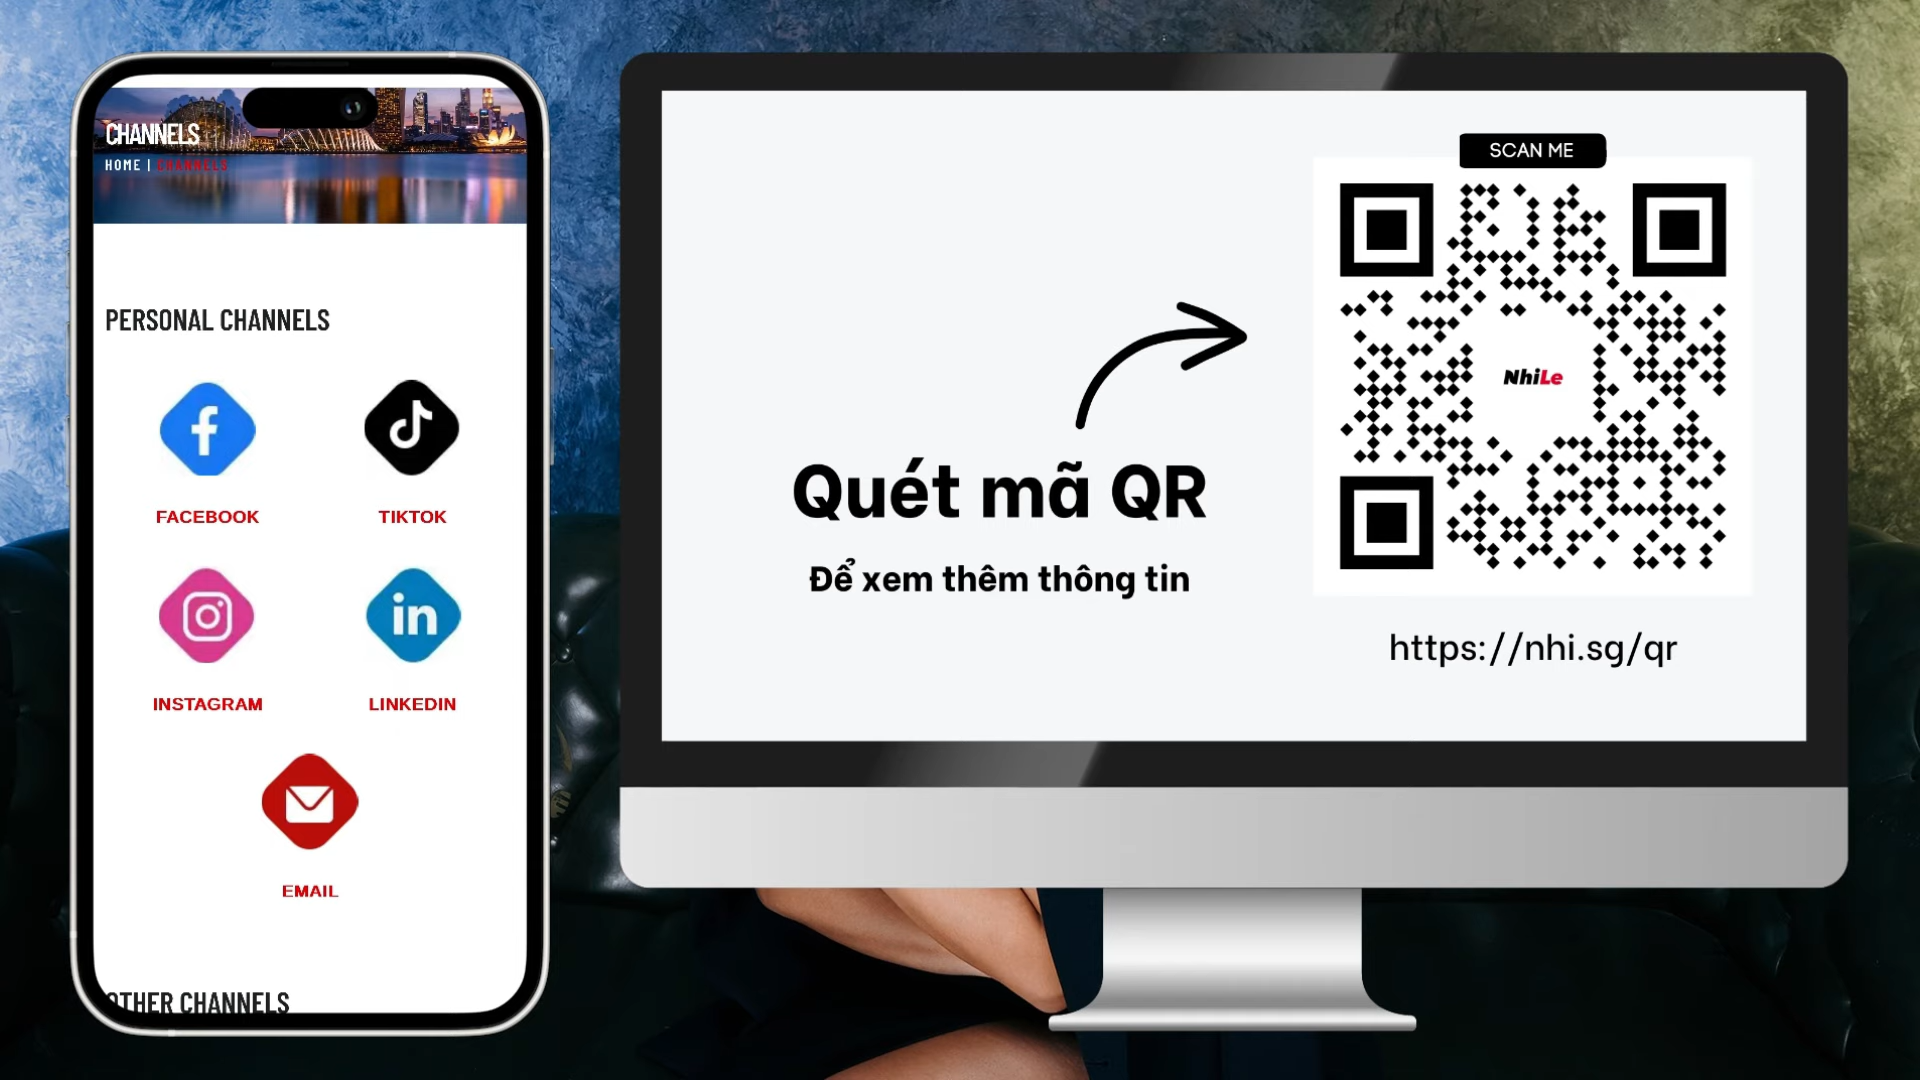 CHANNELS
HOME | CHANNELS
PERSONAL CHANNELS
FACEBOOK
TIKTOK
INSTAGRAM
LINKEDIN
EMAIL
OTHER CHANNELS
SCAN ME
NhiLe
Quét mã QR
Để xem thêm thông tin
https://nhi.sg/qr